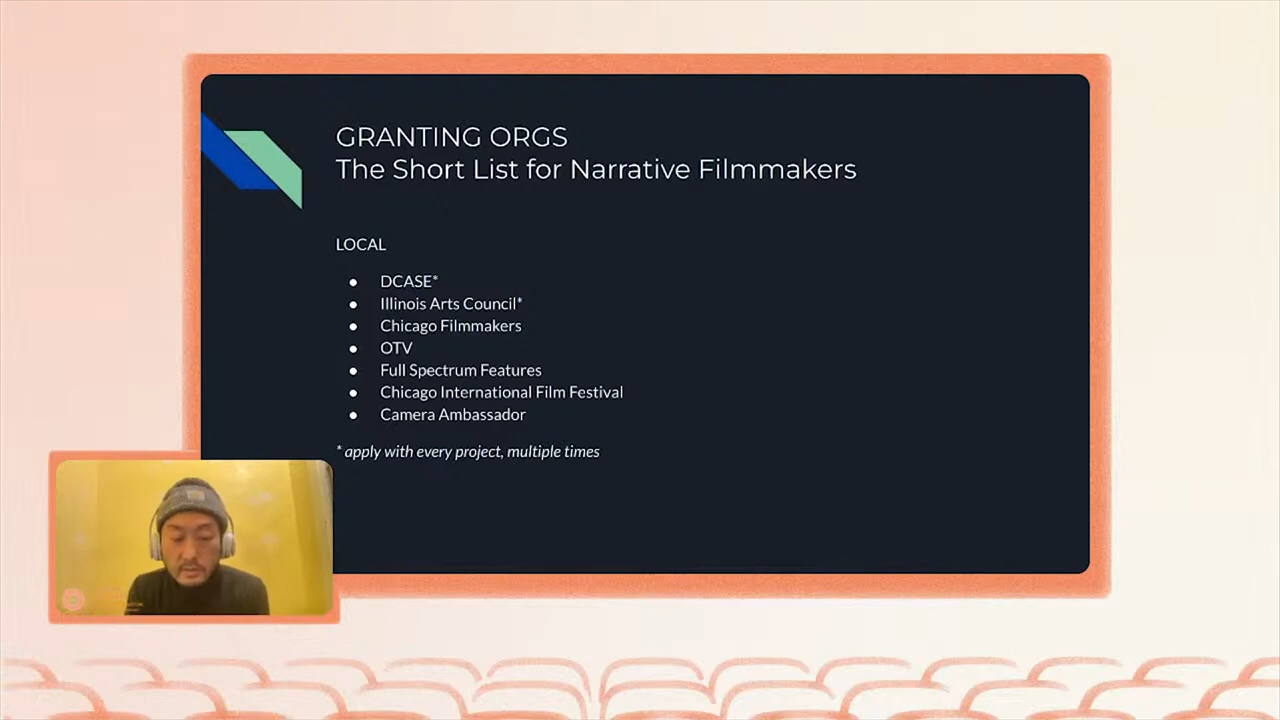 GRANTING ORGS
The Short List for Narrative Filmmakers
LOCAL
● DCASE*
● Illinois Arts Council*
● Chicago Filmmakers
● OTV
● Full Spectrum Features
● Chicago International Film Festival
● Camera Ambassador
* apply with every project, multiple times